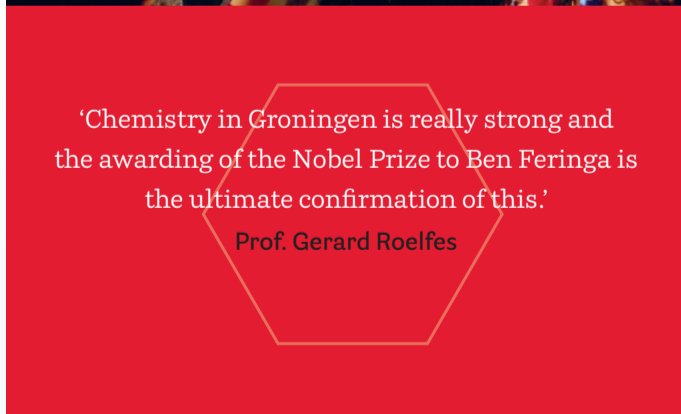 ‘Chemistry in Groningen is really strong and
the awarding of the Nobel Prize to Ben Feringa is
the ultimate confirmation of this.’
Prof. Gerard Roelfes